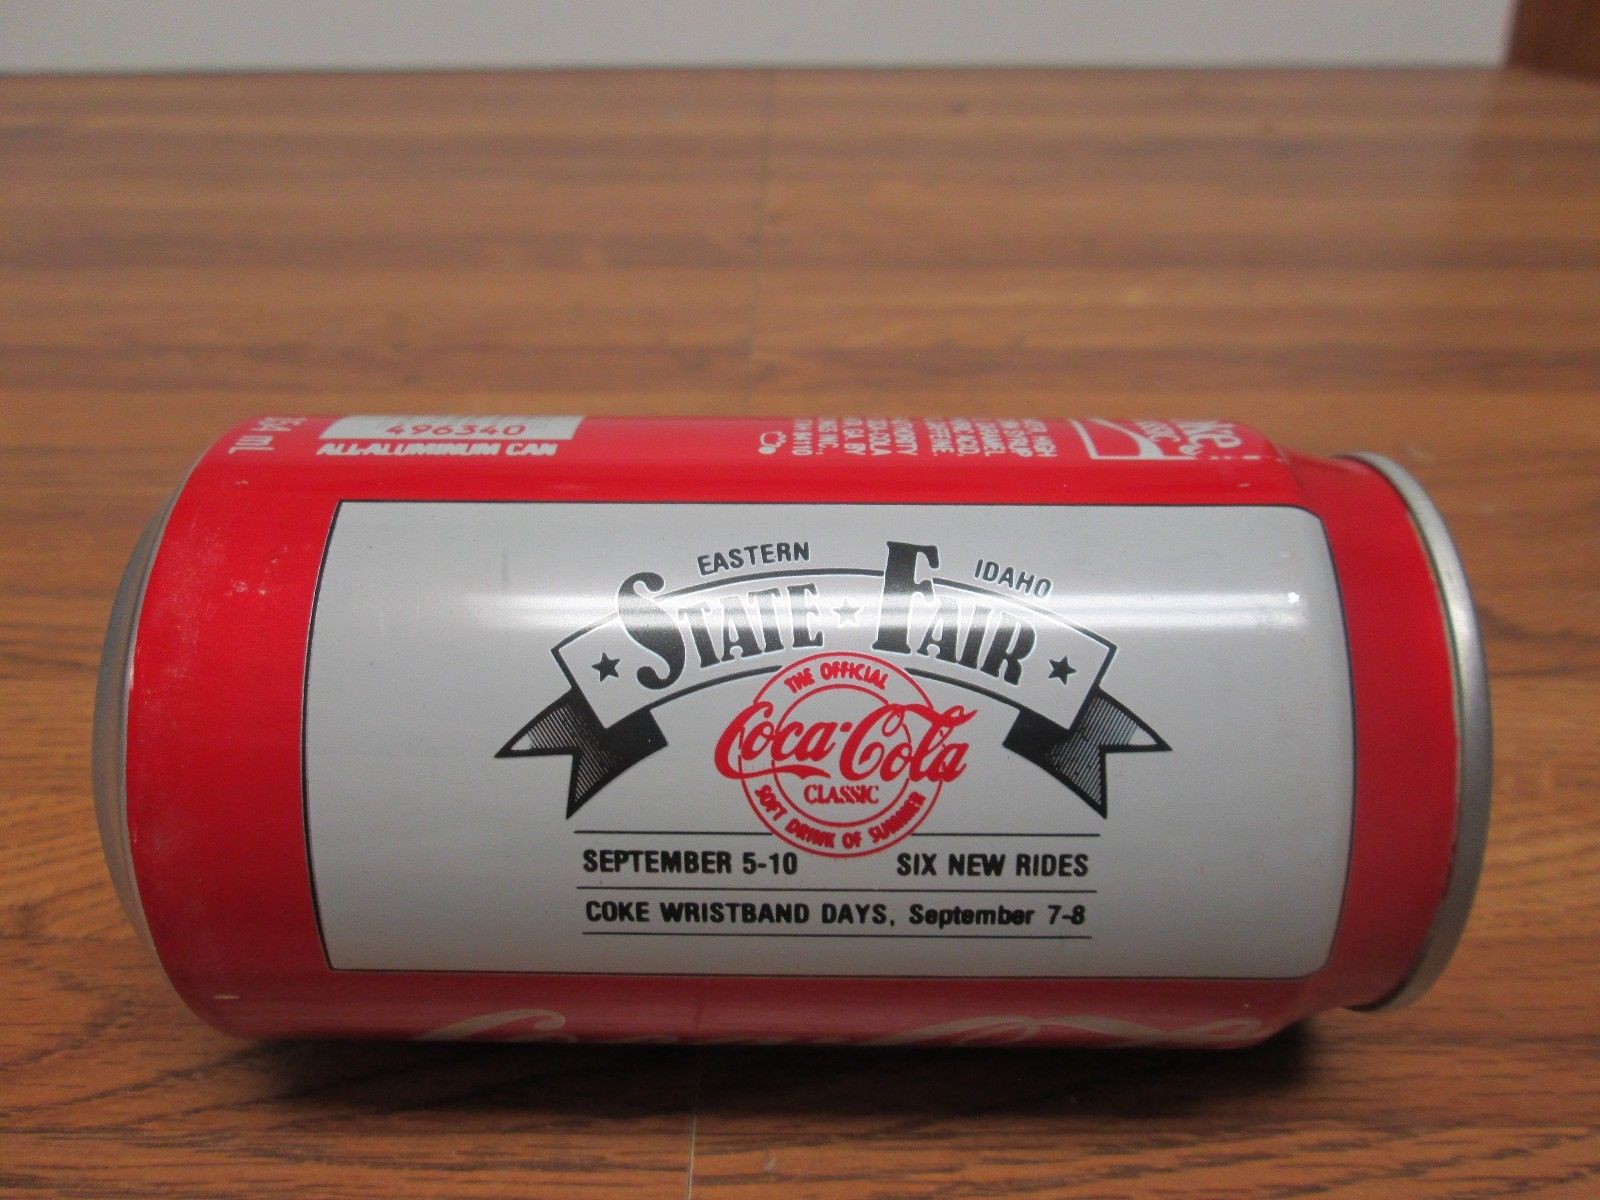 EASTERN IDAHO
STATE ★ FAIR
THE OFFICIAL
Coca-Cola
CLASSIC
SOFT DRINK OF SUMMER
SEPTEMBER 5-10 SIX NEW RIDES
COKE WRISTBAND DAYS, September 7-8
496340
ALL-ALUMINUM CAN